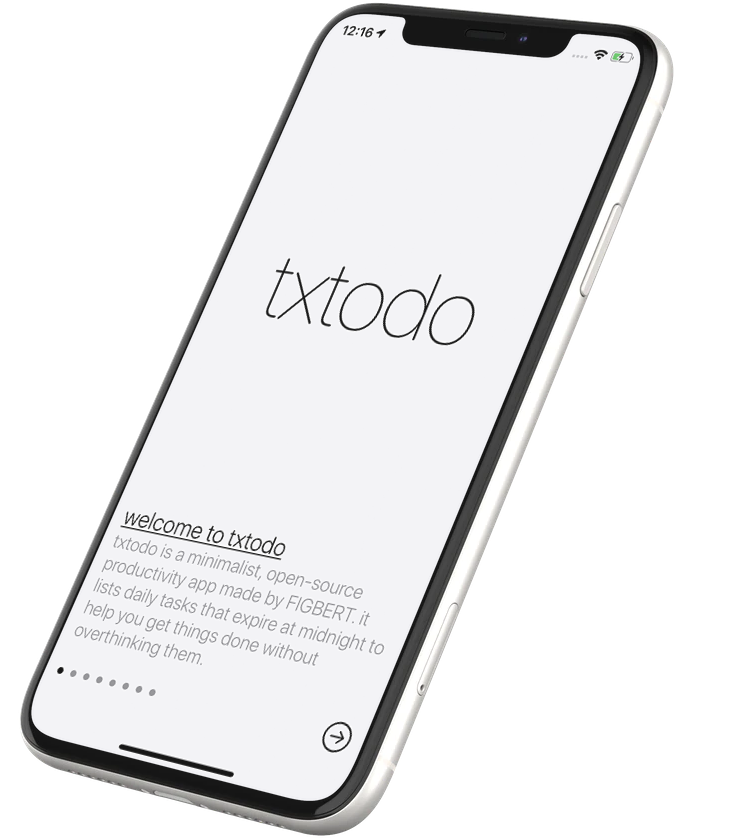 12:16
txtodo
welcome to txtodo
txtodo is a minimalist, open-source
productivity app made by FIGBERT. it
lists daily tasks that expire at midnight to
help you get things done without
overthinking them.